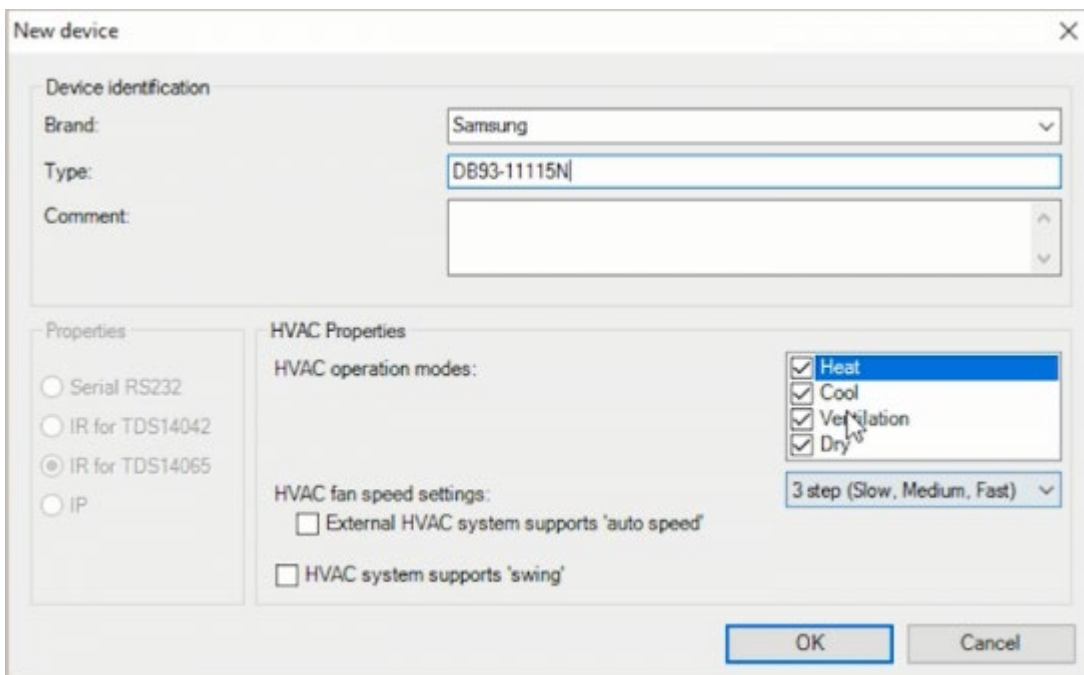 New device
Device identification
Brand:
Samsung
Type:
DB93-11115N
Comment:
Properties
Serial RS232
IR for TDS14042
IR for TDS14065
IP
HVAC Properties
HVAC operation modes:
Heat
Cool
Ventilation
Dry
HVAC fan speed settings:
3 step (Slow, Medium, Fast)
External HVAC system supports 'auto speed'
HVAC system supports 'swing'
OK
Cancel